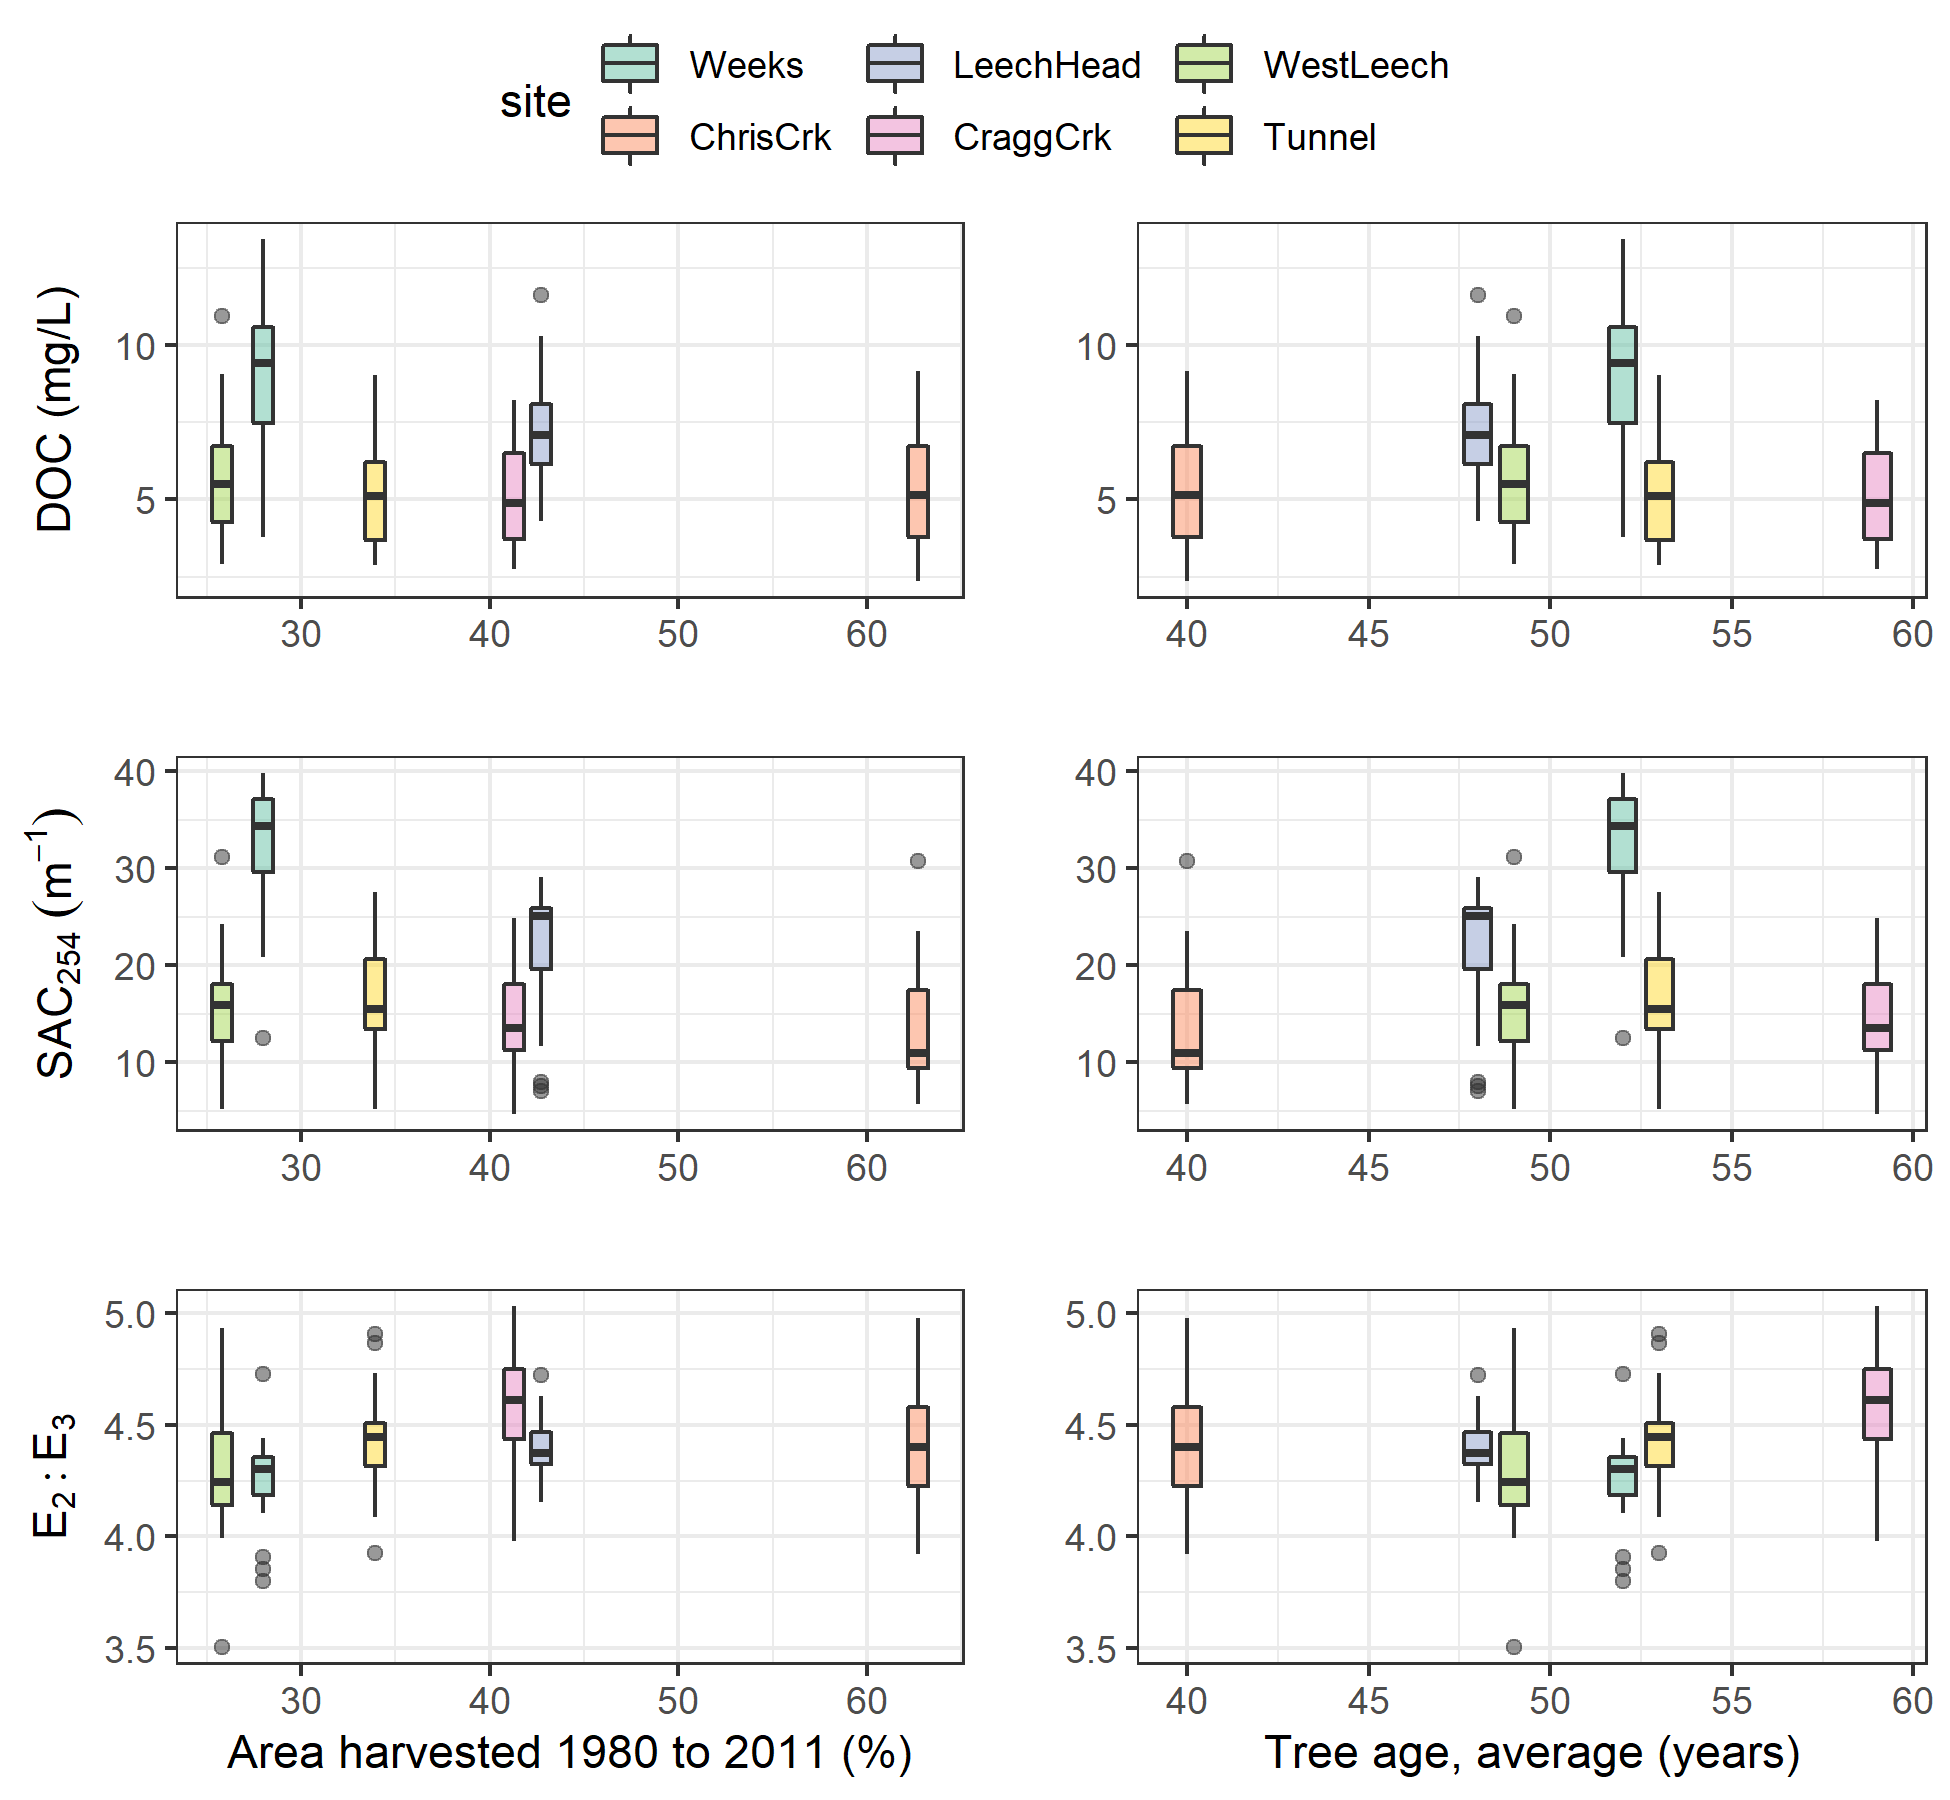 site
Weeks
LeechHead
WestLeech
ChrisCrk
CraggCrk
Tunnel
DOC (mg/L)
10
5
30 40 50 60
10
5
40 45 50 55 60
SAC₂₅₄ (m⁻¹)
40
30
20
10
30 40 50 60
40
30
20
10
40 45 50 55 60
E₂ : E₃
5.0
4.5
4.0
3.5
30 40 50 60
Area harvested 1980 to 2011 (%)
5.0
4.5
4.0
3.5
40 45 50 55 60
Tree age, average (years)